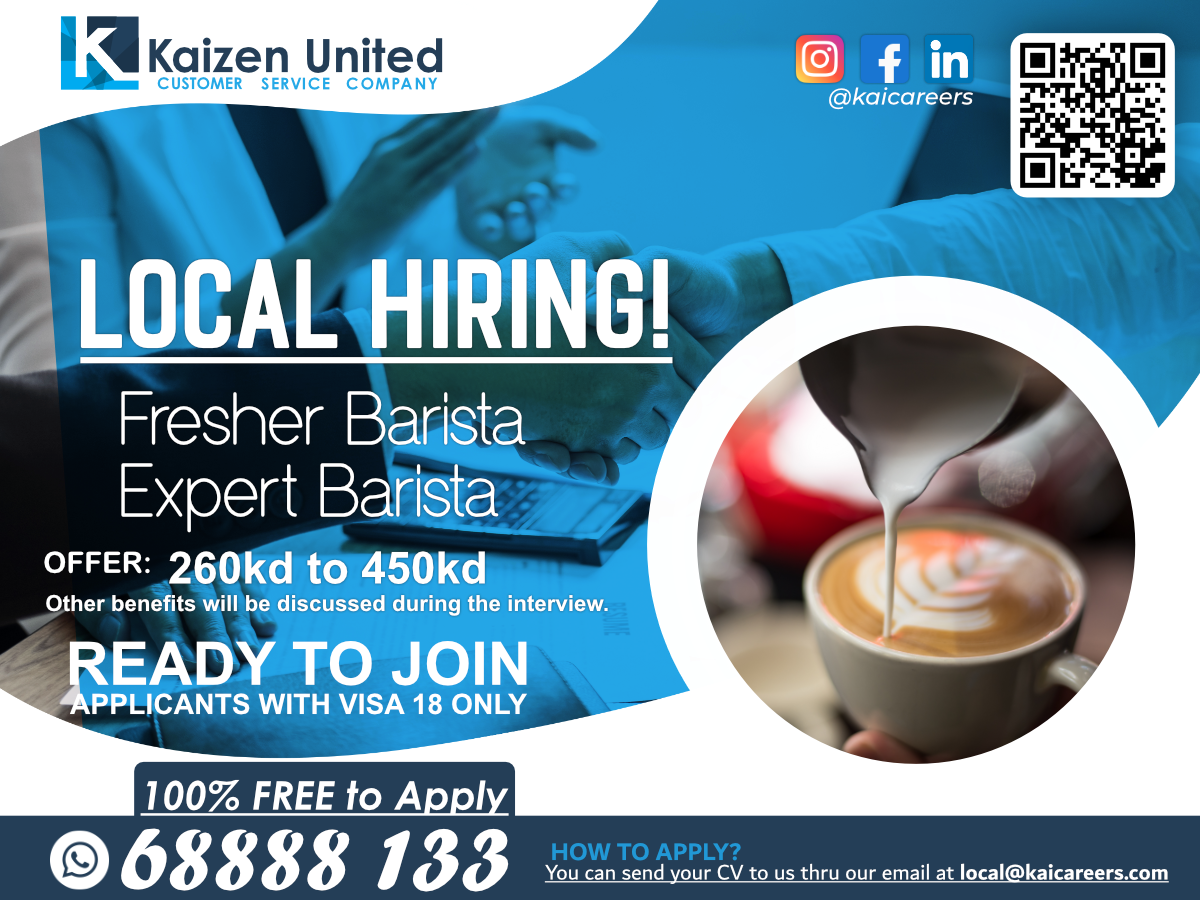 K Kaizen United
CUSTOMER SERVICE COMPANY
@kaicareers
LOCAL HIRING!
Fresher Barista
Expert Barista
OFFER: 260kd to 450kd
Other benefits will be discussed during the interview.
RESUME
READY TO JOIN
APPLICANTS WITH VISA 18 ONLY
100% FREE to Apply
68888 133
HOW TO APPLY?
You can send your CV to us thru our email at local@kaicareers.com